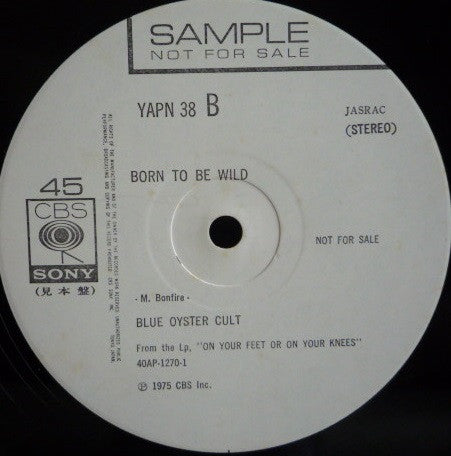 SAMPLE
NOT FOR SALE
YAPN 38 B
JASRAC
(STEREO)
BORN TO BE WILD
45
CBS
SONY
(見本盤)
NOT FOR SALE
- M. Bonfire -
BLUE OYSTER CULT
From the Lp, "ON YOUR FEET OR ON YOUR KNEES"
40AP-1270-1
Ⓟ 1975 CBS Inc.